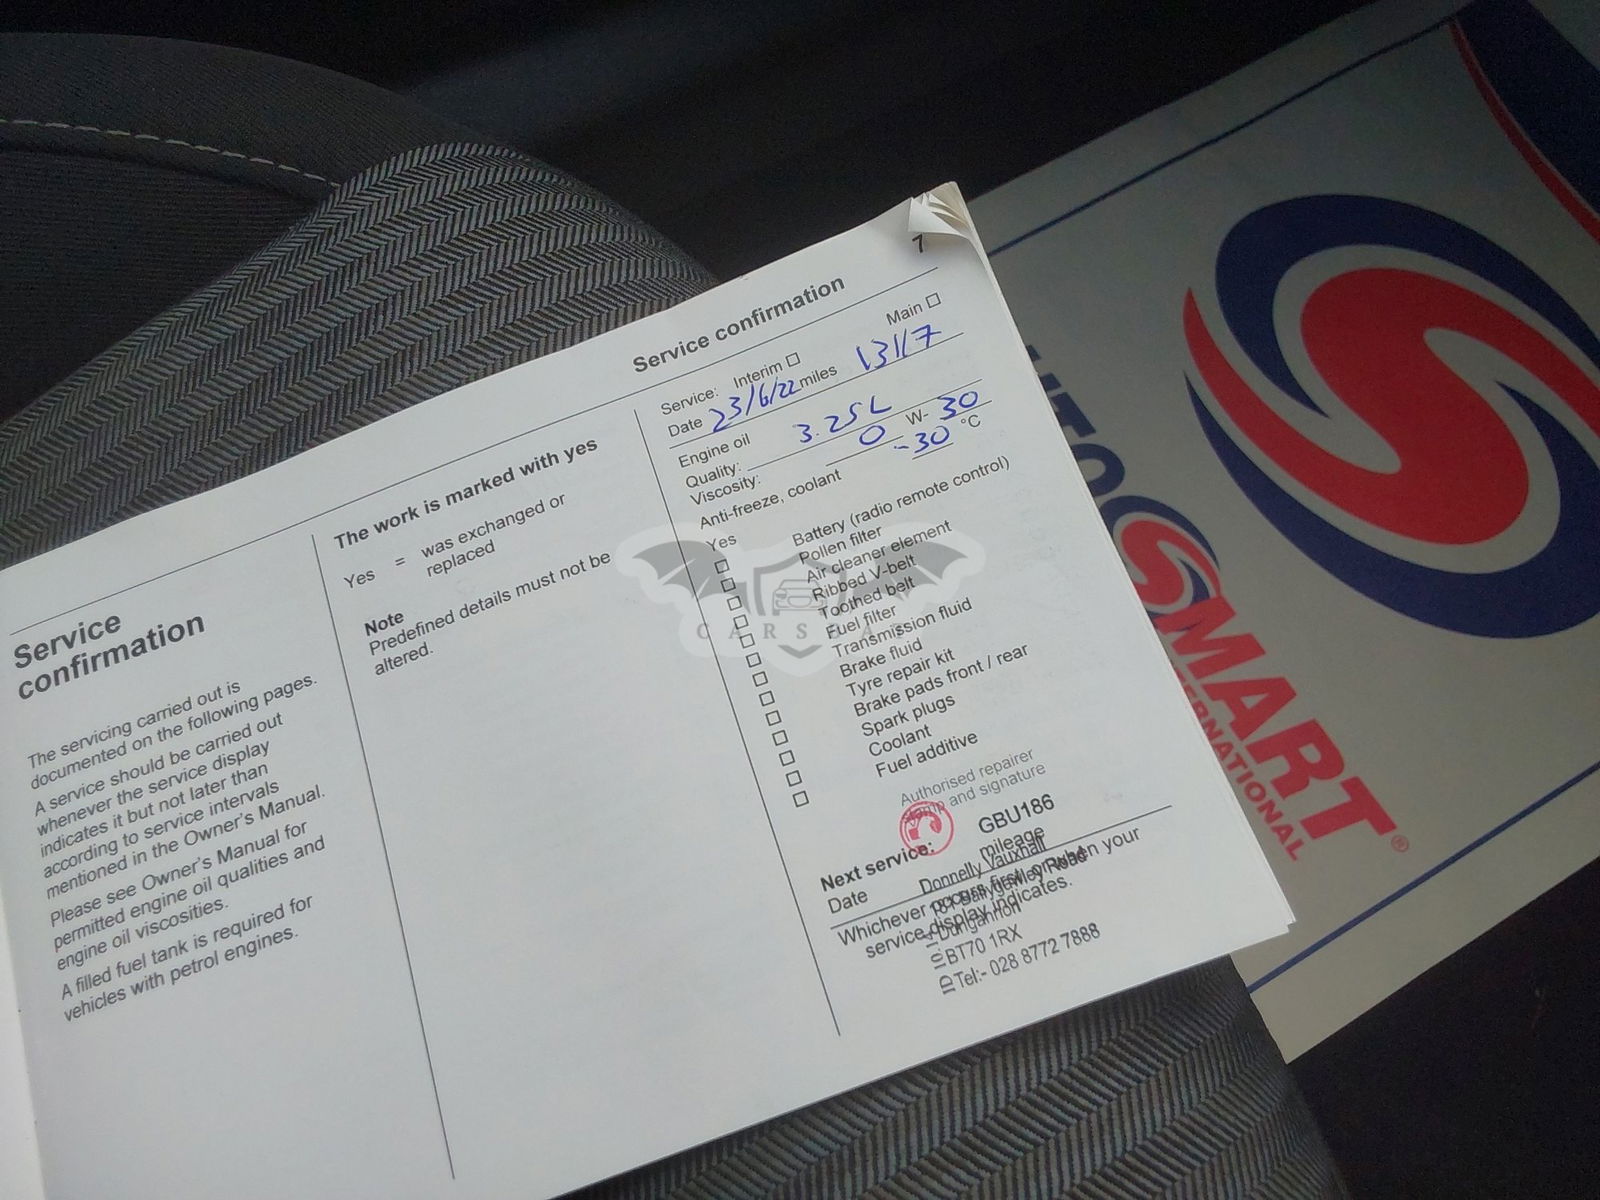 Service
confirmation
The servicing carried out is
documented on the following pages.
A service should be carried out
whenever the service display
indicates it but not later than
according to service intervals
mentioned in the Owner's Manual.
Please see Owner's Manual for
permitted engine oil qualities and
engine oil viscosities.
A filled fuel tank is required for
vehicles with petrol engines.
The work is marked with yes
Yes = was exchanged or
replaced
Note
Predefined details must not be
altered.
7
Service confirmation
Service: Interim Main
Date 23/6/22 miles 13117
Engine oil 3.25L
Quality: 0 W- 30
Viscosity: -30 °C
Anti-freeze, coolant
Yes
Battery (radio remote control)
Pollen filter
Air cleaner element
Ribbed V-belt
Toothed belt
Fuel filter
Transmission fluid
Brake fluid
Tyre repair kit
Brake pads front / rear
Spark plugs
Coolant
Fuel additive
Authorised repairer
stamp and signature
GBU186
Next service:
mileage
Date
Donnelly Vauxhall
Whichever occurs first or when your
service display indicates.
Dungannon
BT70 1RX
Tel:- 028 8772 7888
CARSCAT
AUTOSMART
INTERNATIONAL